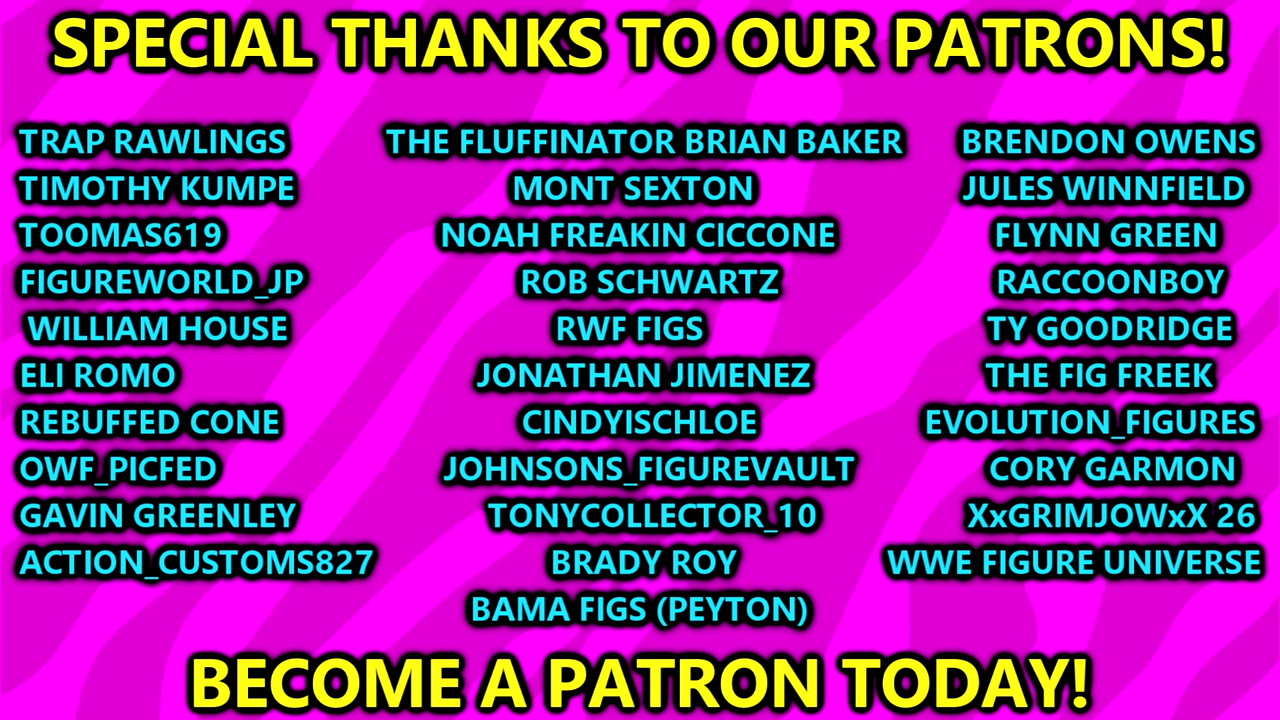 SPECIAL THANKS TO OUR PATRONS!
TRAP RAWLINGS
TIMOTHY KUMPE
TOOMAS619
FIGUREWORLD_JP
WILLIAM HOUSE
ELI ROMO
REBUFFED CONE
OWF_PICFED
GAVIN GREENLEY
ACTION_CUSTOMS827
THE FLUFFINATOR BRIAN BAKER
MONT SEXTON
NOAH FREAKIN CICCONE
ROB SCHWARTZ
RWF FIGS
JONATHAN JIMENEZ
CINDYISCHLOE
JOHNSONS_FIGUREVAULT
TONYCOLLECTOR_10
BRADY ROY
BAMA FIGS (PEYTON)
BRENDON OWENS
JULES WINNFIELD
FLYNN GREEN
RACCOONBOY
TY GOODRIDGE
THE FIG FREEK
EVOLUTION_FIGURES
CORY GARMON
XxGRIMJOWxX 26
WWE FIGURE UNIVERSE
BECOME A PATRON TODAY!